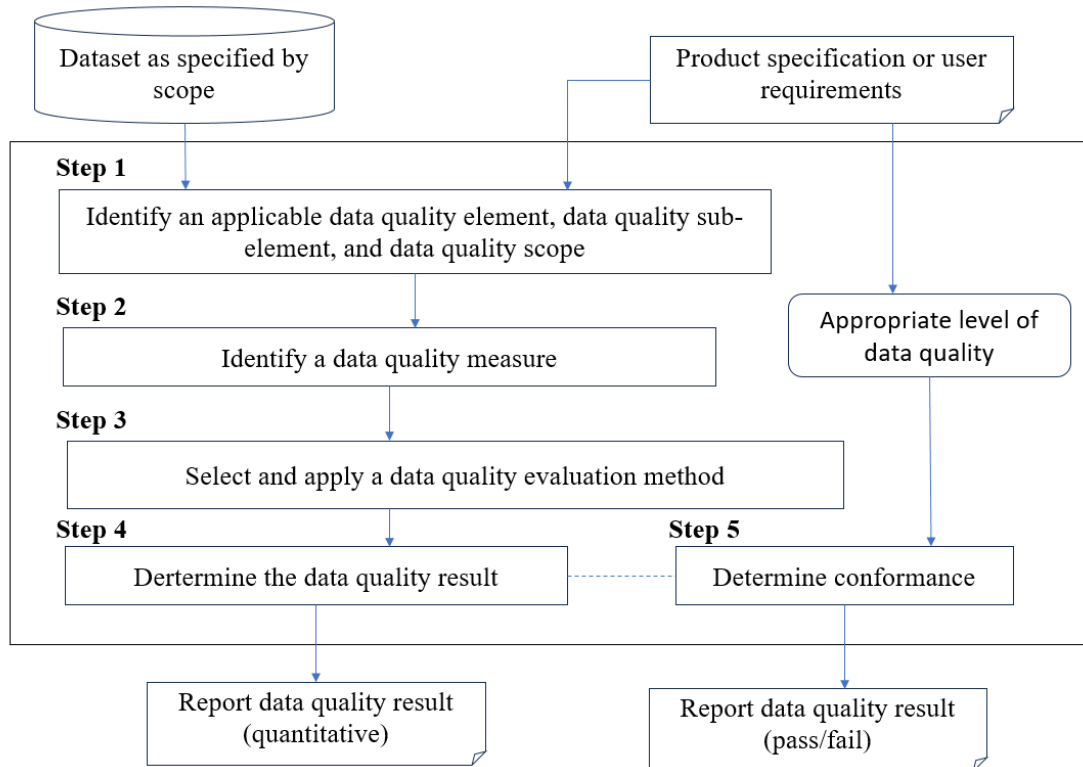 Dataset as specified by
scope
Product specification or user
requirements
Step 1
Identify an applicable data quality element, data quality sub-
element, and data quality scope
Step 2
Identify a data quality measure
Appropriate level of
data quality
Step 3
Select and apply a data quality evaluation method
Step 4
Dertermine the data quality result
Step 5
Determine conformance
Report data quality result
(quantitative)
Report data quality result
(pass/fail)